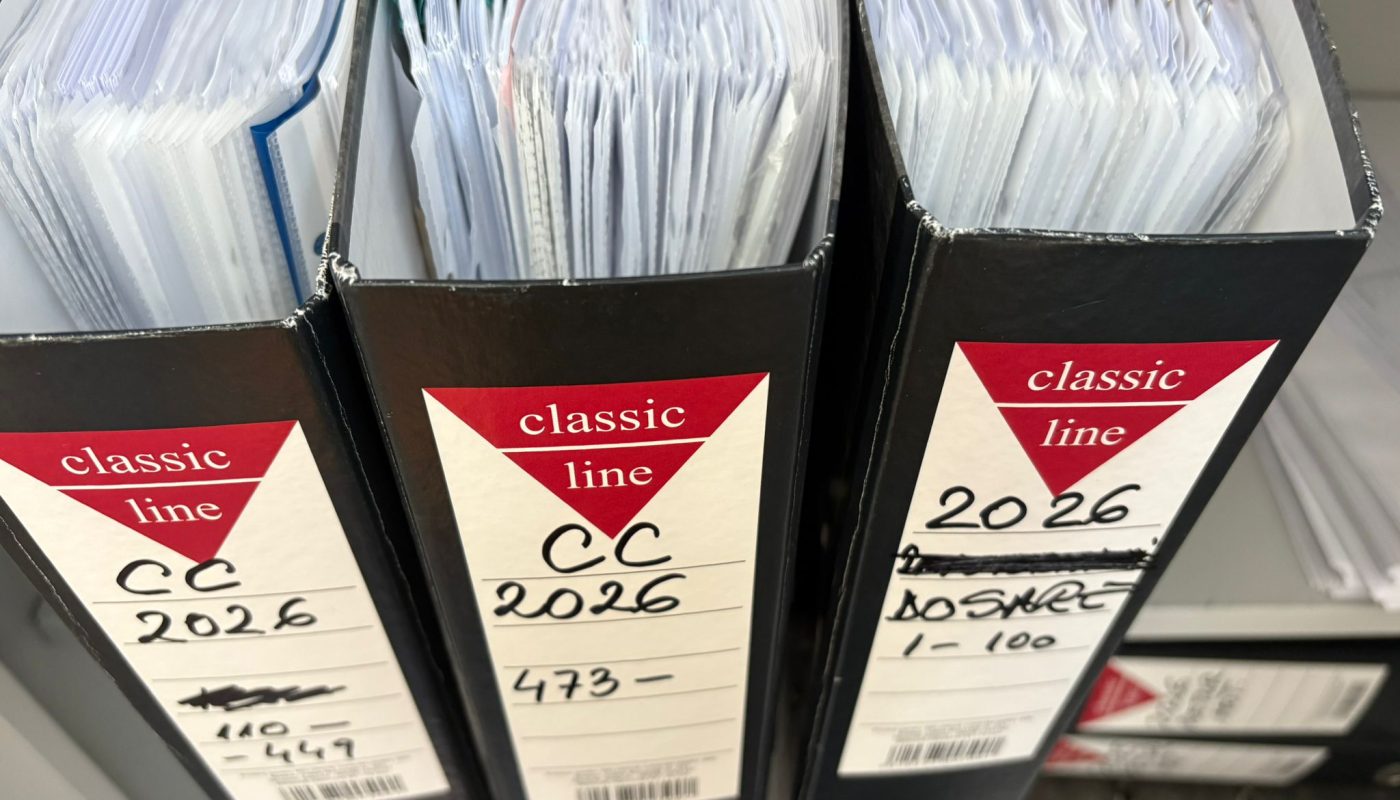 classic
line
CC
2026
110 -
- 449
classic
line
CC
2026
473 -
classic
line
2026
DOSARE
1 - 100